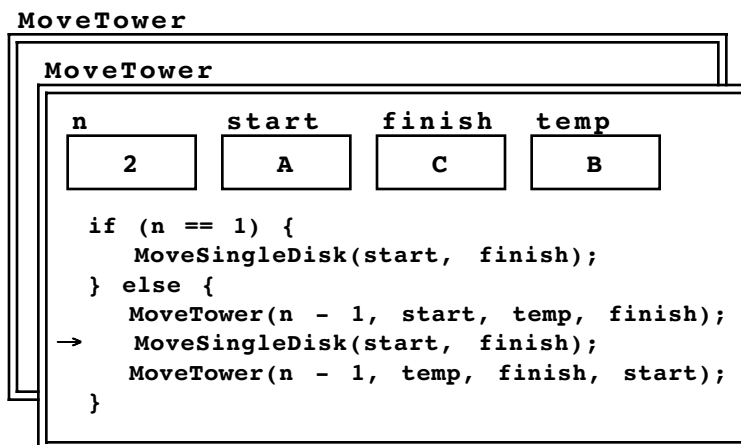 MoveTower
MoveTower
n start finish temp
2 A C B
if (n == 1) {
MoveSingleDisk(start, finish);
} else {
MoveTower(n – 1, start, temp, finish);
→ MoveSingleDisk(start, finish);
MoveTower(n – 1, temp, finish, start);
}